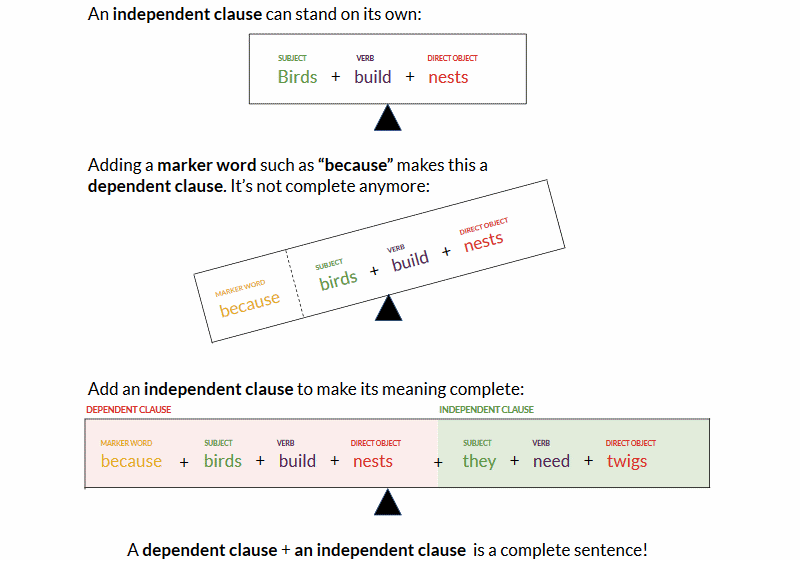 An independent clause can stand on its own:
SUBJECT VERB DIRECT OBJECT
Birds + build + nests
Adding a marker word such as “because” makes this a
dependent clause. It’s not complete anymore:
MARKER WORD SUBJECT VERB DIRECT OBJECT
because birds + build + nests
Add an independent clause to make its meaning complete:
DEPENDENT CLAUSE INDEPENDENT CLAUSE
MARKER WORD SUBJECT VERB DIRECT OBJECT SUBJECT VERB DIRECT OBJECT
because + birds + build + nests + they + need + twigs
A dependent clause + an independent clause is a complete sentence!